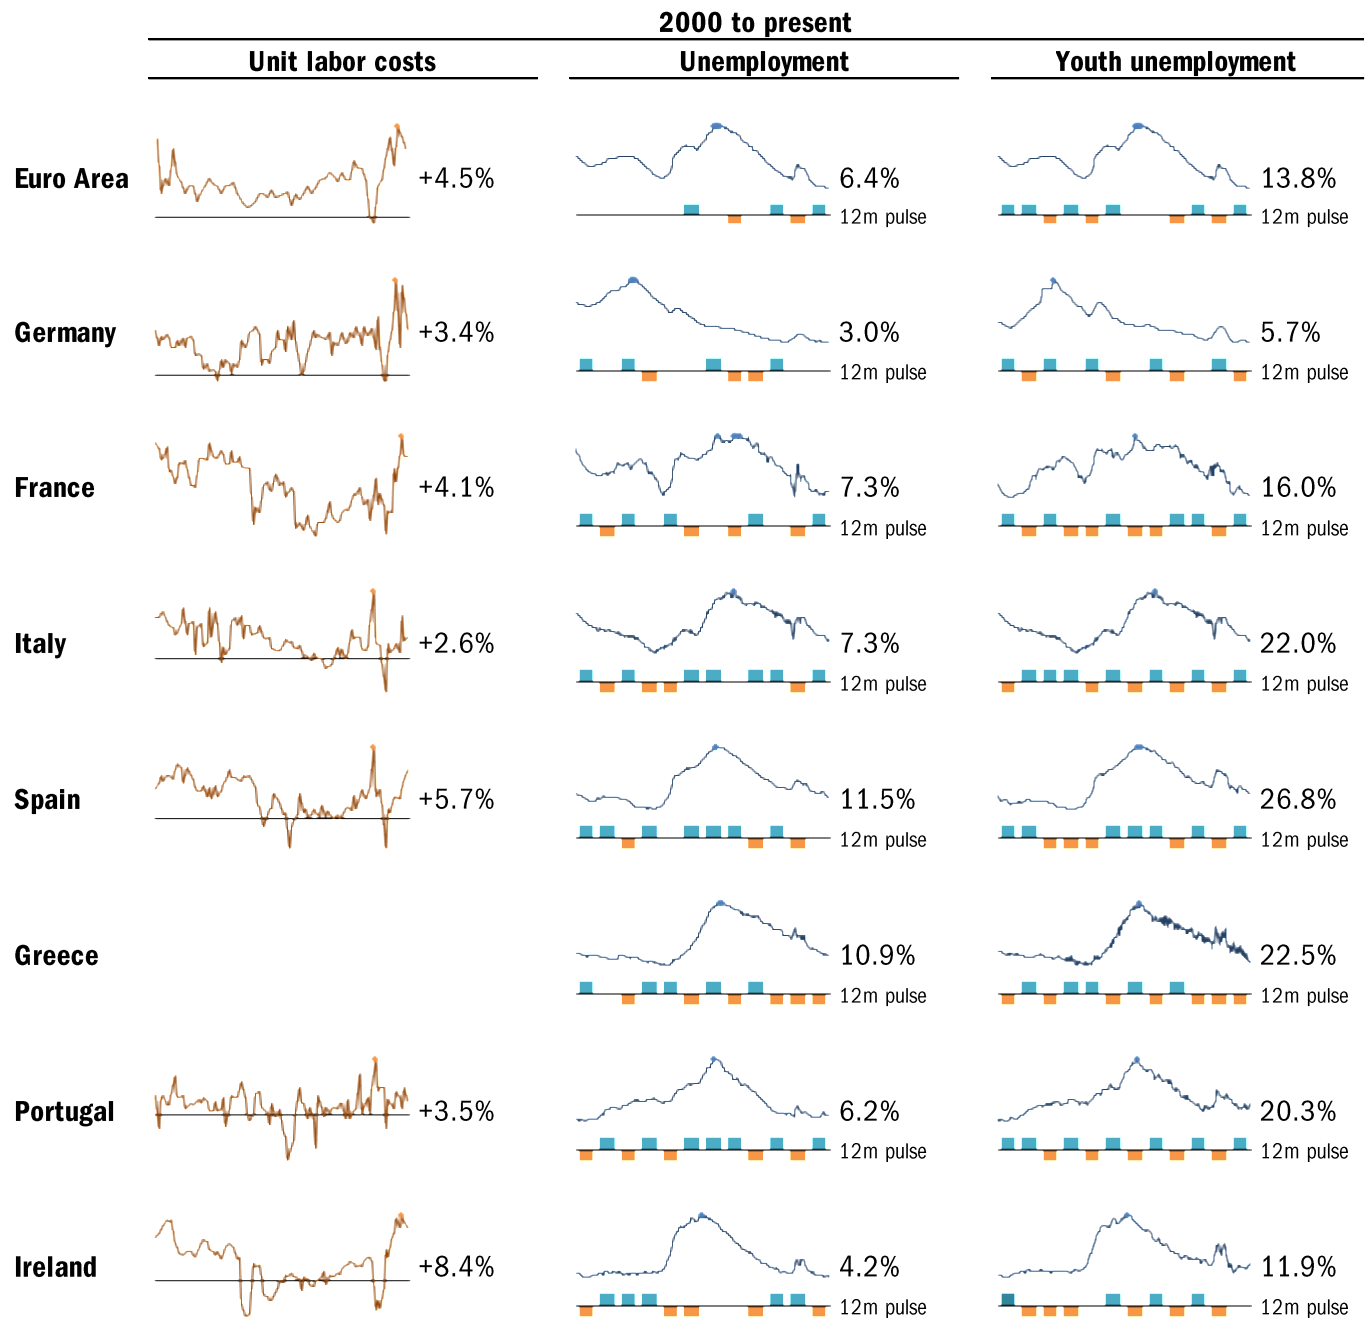 2000 to present
Unit labor costs Unemployment Youth unemployment
Euro Area +4.5% 6.4% 13.8%
12m pulse 12m pulse
Germany +3.4% 3.0% 5.7%
12m pulse 12m pulse
France +4.1% 7.3% 16.0%
12m pulse 12m pulse
Italy +2.6% 7.3% 22.0%
12m pulse 12m pulse
Spain +5.7% 11.5% 26.8%
12m pulse 12m pulse
Greece 10.9% 22.5%
12m pulse 12m pulse
Portugal +3.5% 6.2% 20.3%
12m pulse 12m pulse
Ireland +8.4% 4.2% 11.9%
12m pulse 12m pulse